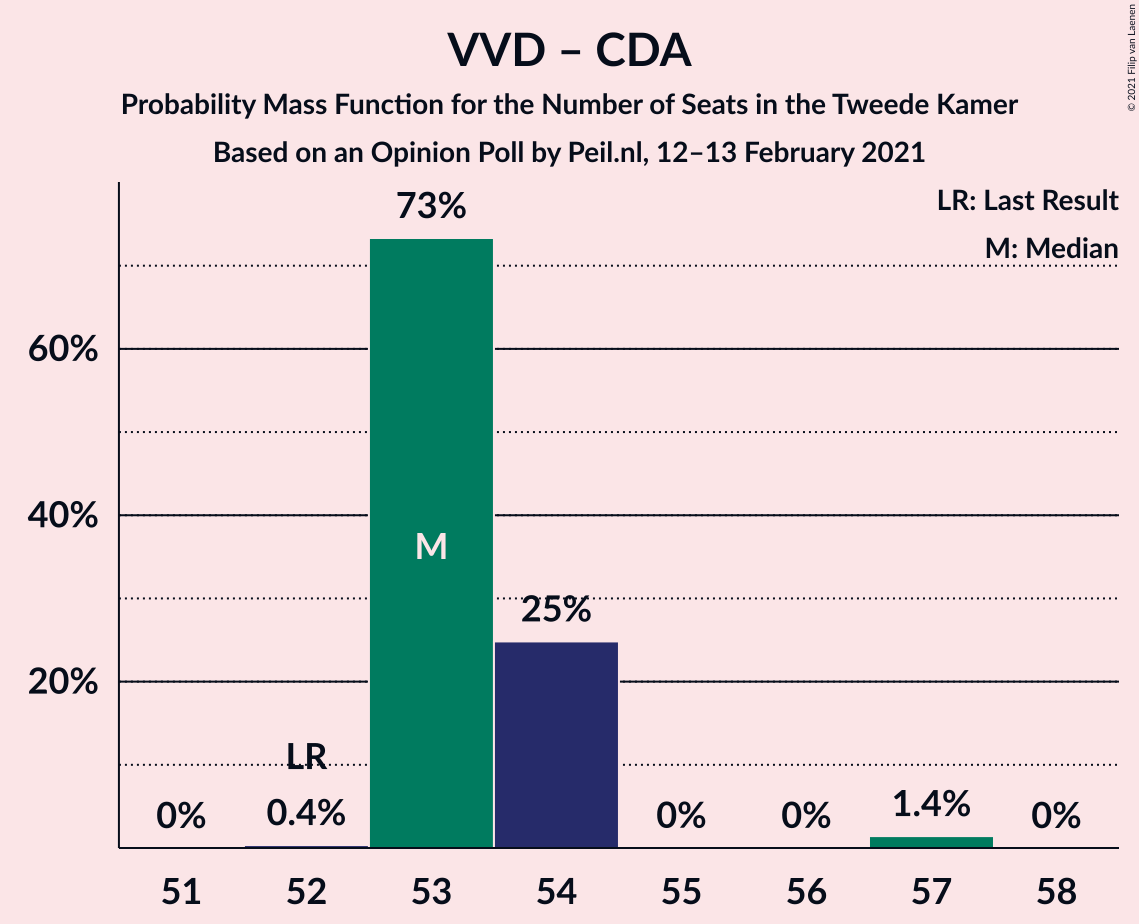 VVD – CDA
Probability Mass Function for the Number of Seats in the Tweede Kamer
Based on an Opinion Poll by Peil.nl, 12–13 February 2021
© 2021 Filip van Laenen
LR: Last Result
M: Median
73%
60%
M
40%
25%
20%
LR
0% 0.4% 0% 0% 1.4% 0%
51 52 53 54 55 56 57 58